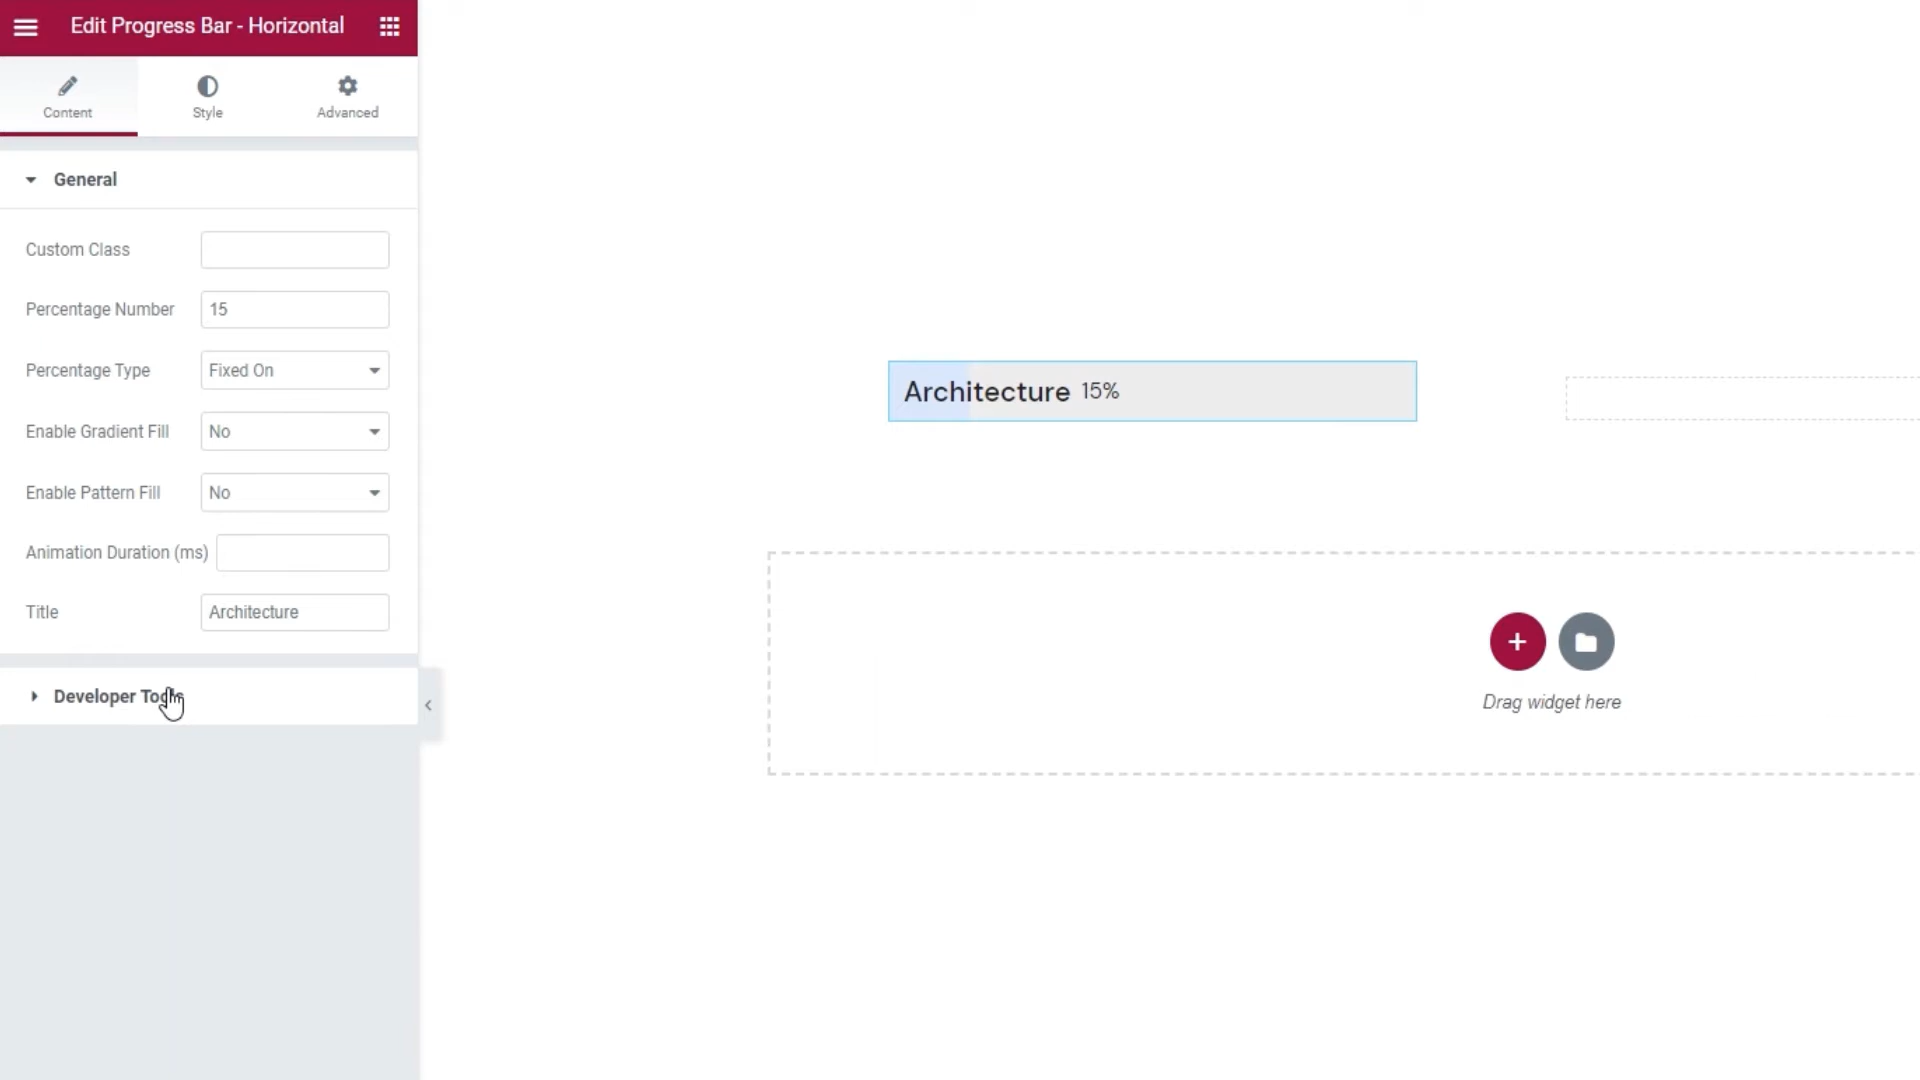 Edit Progress Bar - Horizontal
Content
Style
Advanced
General
Custom Class
Percentage Number
15
Percentage Type
Fixed On
Enable Gradient Fill
No
Enable Pattern Fill
No
Animation Duration (ms)
Title
Architecture
Developer Tools
Architecture 15%
Drag widget here